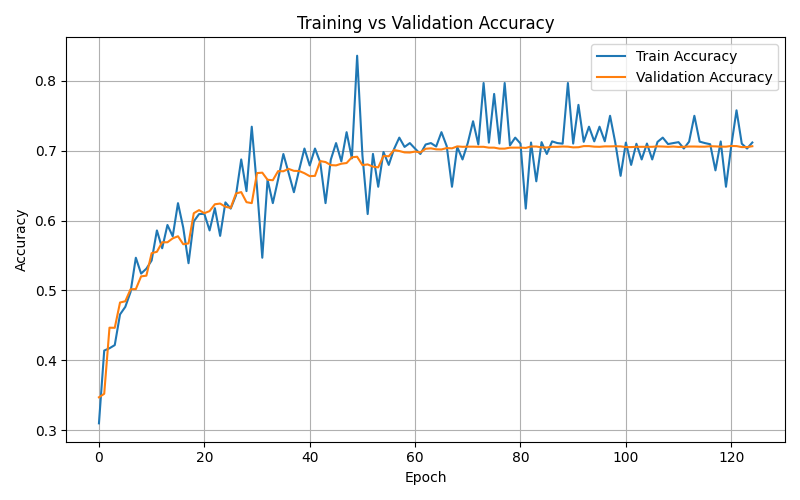 Training vs Validation Accuracy
Train Accuracy
Validation Accuracy
0.8
0.7
0.6
0.5
0.4
0.3
Accuracy
0 20 40 60 80 100 120
Epoch